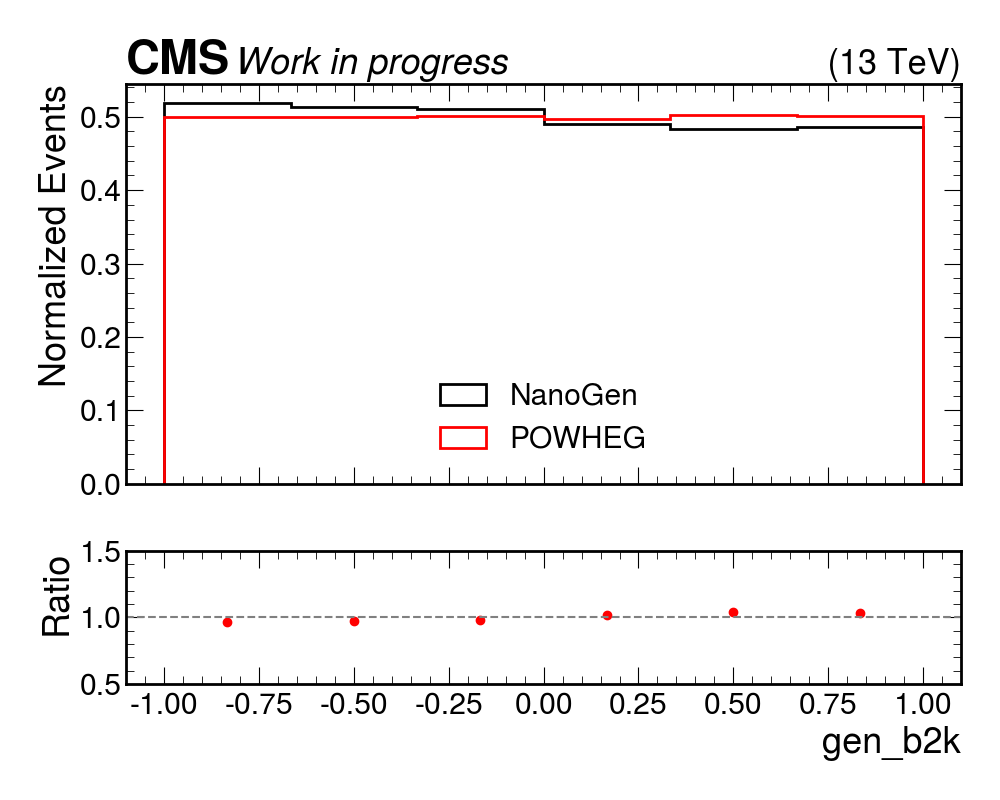 CMS Work in progress (13 TeV)
Normalized Events
0.5
0.4
0.3
0.2
0.1
0.0
NanoGen
POWHEG
Ratio
1.5
1.0
0.5
-1.00 -0.75 -0.50 -0.25 0.00 0.25 0.50 0.75 1.00
gen_b2k